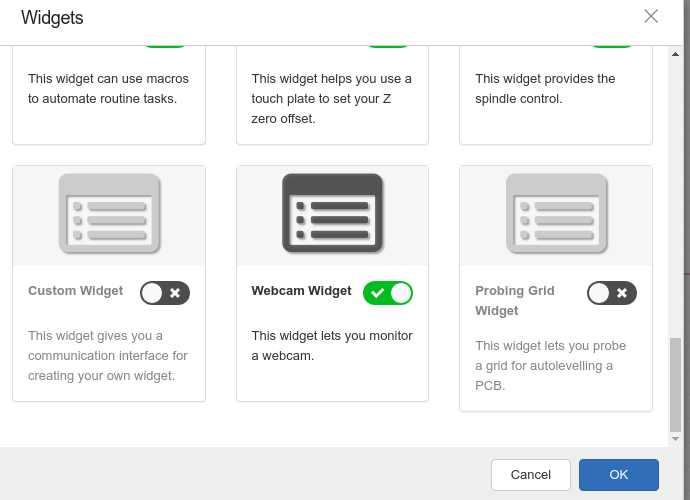 Widgets
This widget can use macros
to automate routine tasks.
This widget helps you use a
touch plate to set your Z
zero offset.
This widget provides the
spindle control.
Custom Widget
This widget gives you a
communication interface for
creating your own widget.
Webcam Widget
This widget lets you monitor
a webcam.
Probing Grid
Widget
This widget lets you probe
a grid for autolevelling a
PCB.
Cancel
OK